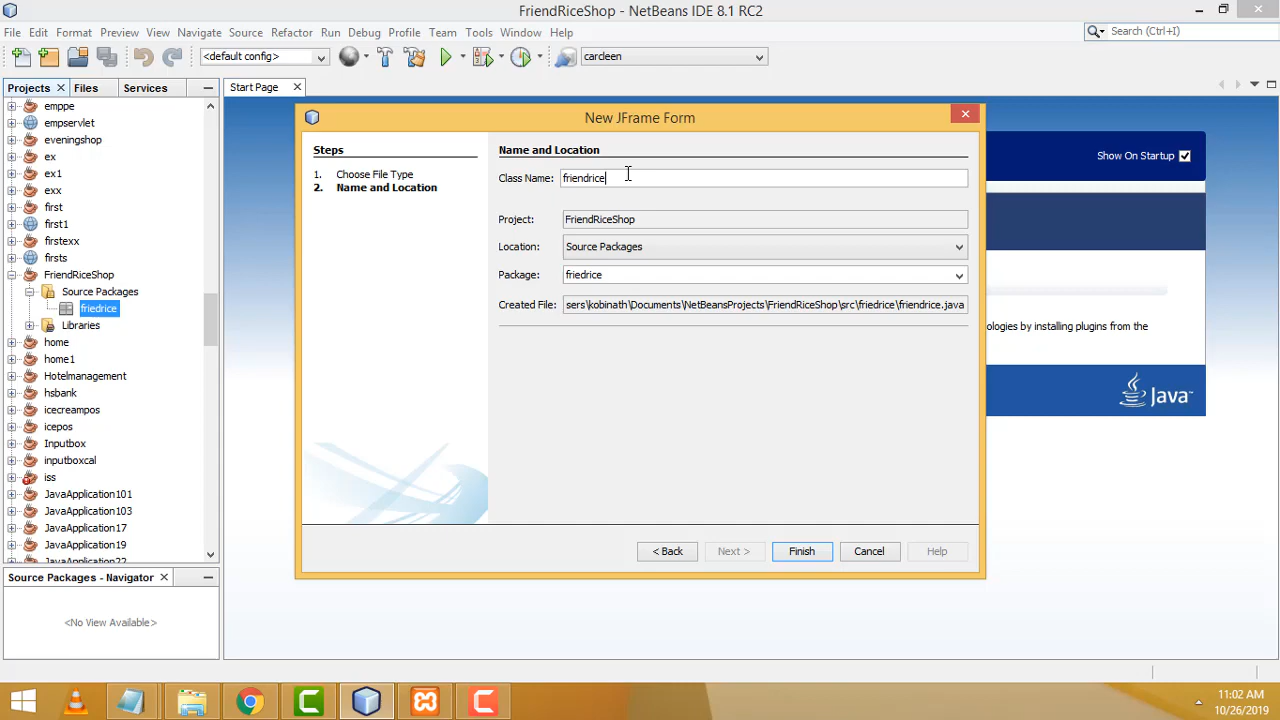 FriendRiceShop - NetBeans IDE 8.1 RC2
File Edit Format Preview View Navigate Source Refactor Run Debug Profile Team Tools Window Help
Search (Ctrl+I)
<default config>
cardeen
Projects Files Services
Start Page
emppe
empservlet
eveningshop
ex
ex1
exx
first
first1
firstexx
firsts
FriendRiceShop
Source Packages
friedrice
Libraries
home
home1
Hotelmanagement
hsbank
icecreampos
icepos
Inputbox
inputboxcal
iss
JavaApplication101
JavaApplication103
JavaApplication17
JavaApplication19
JavaApplication22
Source Packages - Navigator
<No View Available>
New JFrame Form
Steps
1. Choose File Type
2. Name and Location
Name and Location
Class Name: friendrice
Project: FriendRiceShop
Location: Source Packages
Package: friedrice
Created File: sers\kobinath\Documents\NetBeansProjects\FriendRiceShop\src\friedrice\friendrice.java
< Back Next > Finish Cancel Help
Show On Startup
ologies by installing plugins from the
Java
11:02 AM
10/26/2019